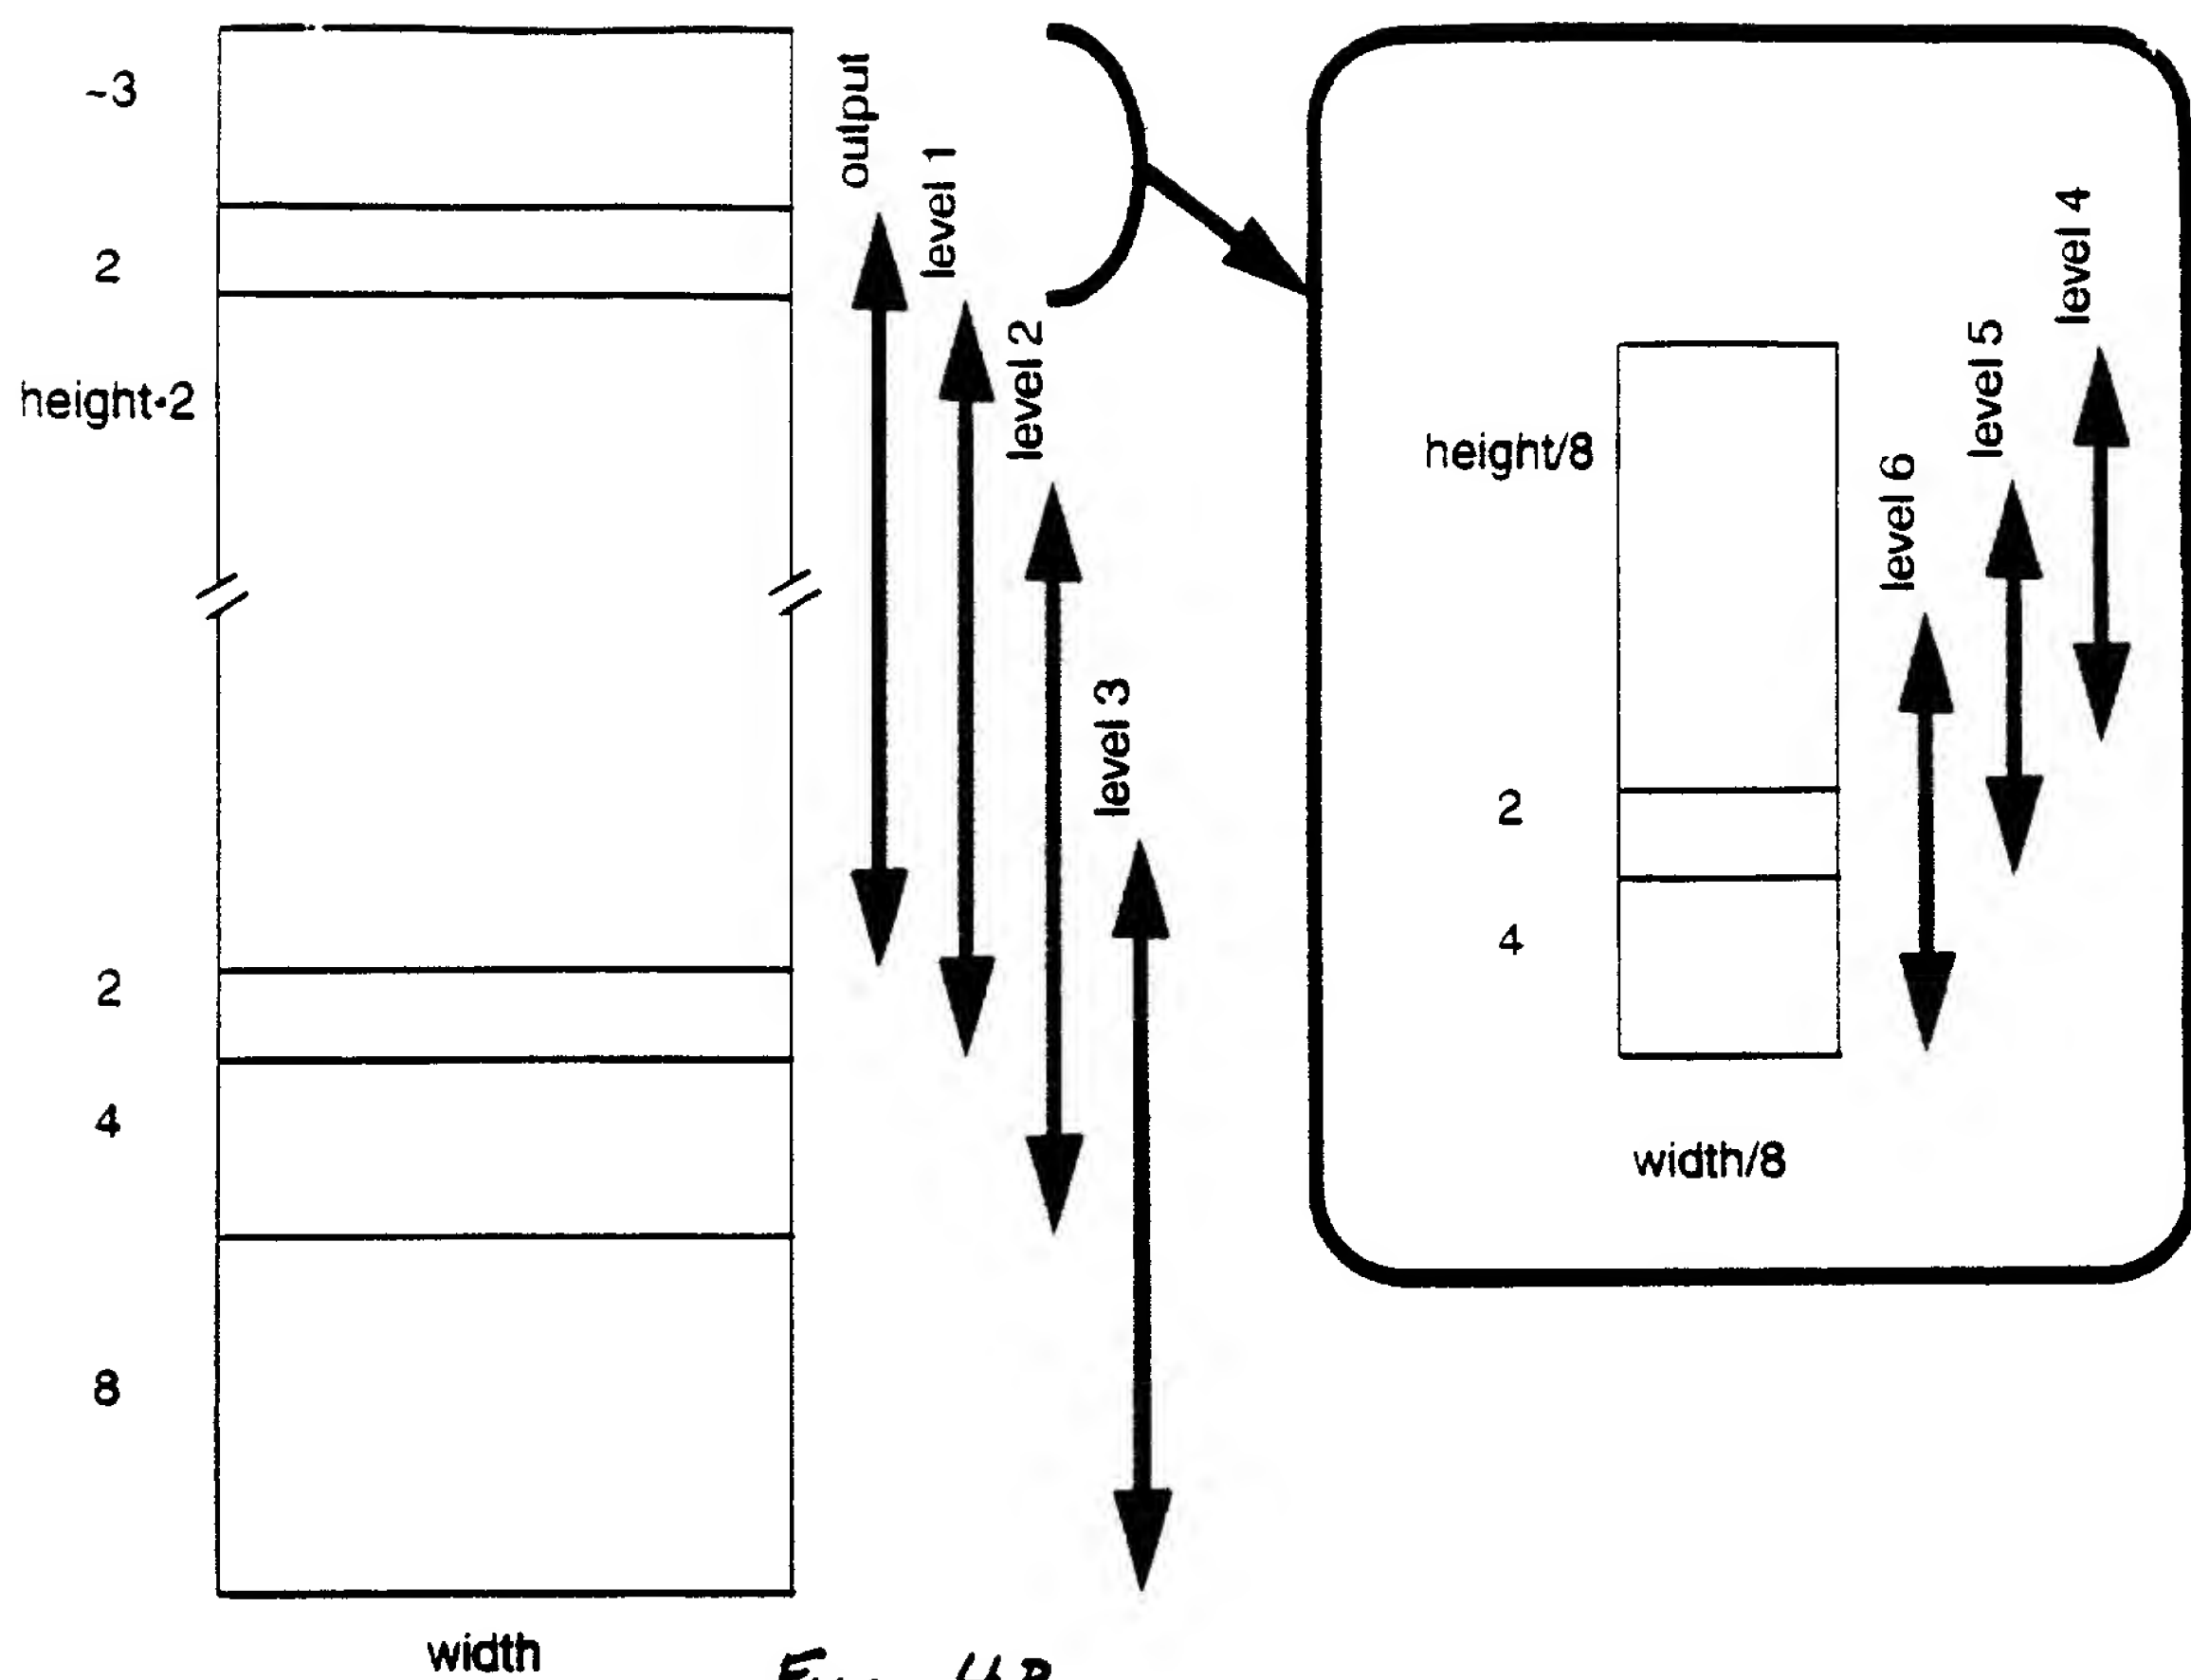 ~3
output
level 1
2
level 2
height·2
level 3
2
4
8
width
level 4
level 5
height/8
level 6
2
4
width/8